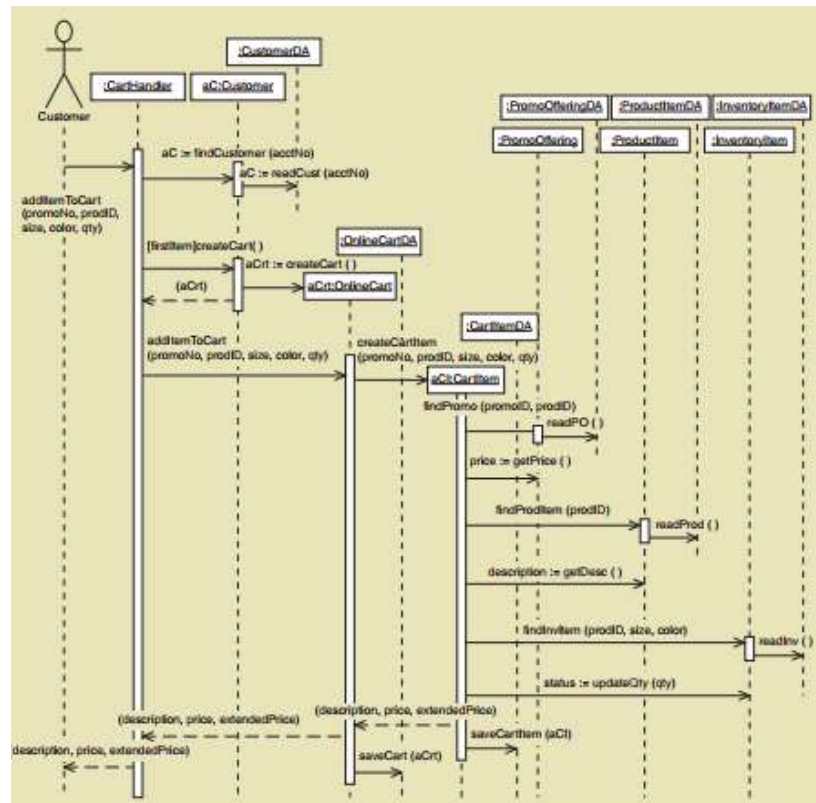 :CustomerDA
:CartHandler
aC:Customer
:PromoOfferingDA
:ProductItemDA
:InventoryItemDA
Customer
:PromoOffering
:ProductItem
:InventoryItem
aC := findCustomer (acctNo)
aC := readCust (acctNo)
addItemToCart
(promoNo, prodID,
size, color, qty)
:OnlineCartDA
[firstItem]createCart( )
aCrt := createCart ( )
(aCrt)
aCrt:OnlineCart
:CartItemDA
addItemToCart
(promoNo, prodID, size, color, qty)
createCartItem
(promoNo, prodID, size, color, qty)
aCI:CartItem
findPromo (promoID, prodID)
readPO ( )
price := getPrice ( )
findProdItem (prodID)
readProd ( )
description := getDesc ( )
findInvItem (prodID, size, color)
readInv ( )
status := updateQty (qty)
(description, price, extendedPrice)
(description, price, extendedPrice)
(description, price, extendedPrice)
saveCartItem (aCI)
saveCart (aCrt)